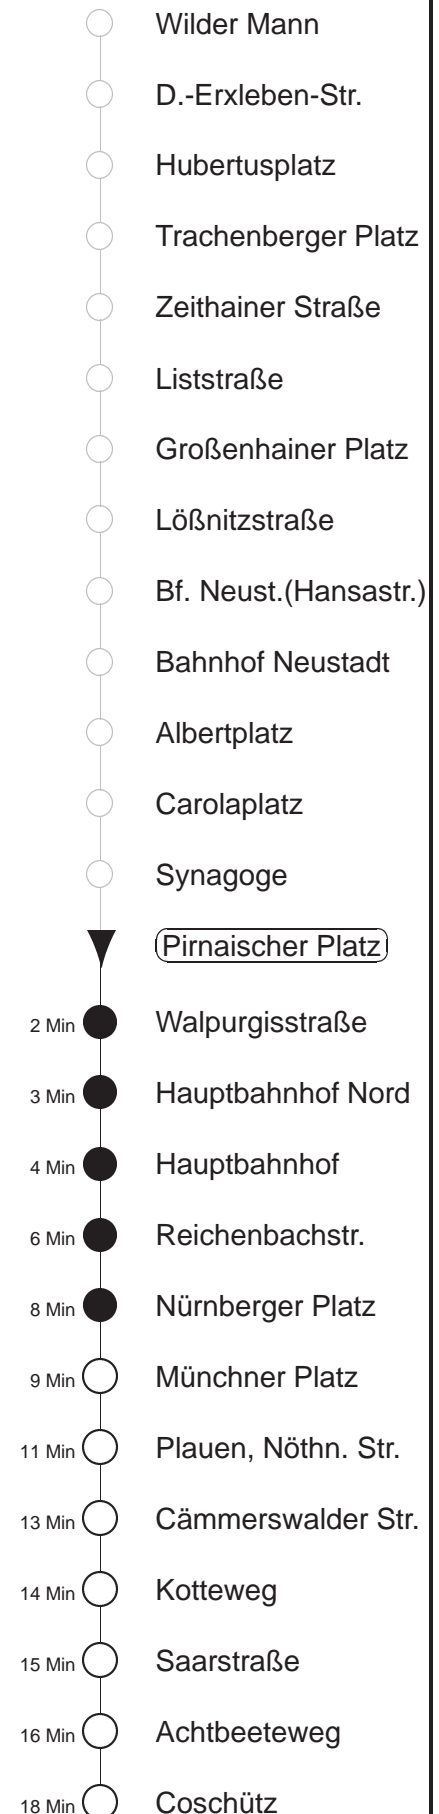 Wilder Mann
D.-Erxleben-Str.
Hubertusplatz
Trachenberger Platz
Zeithainer Straße
Liststraße
Großenhainer Platz
Lößnitzstraße
Bf. Neust.(Hansastr.)
Bahnhof Neustadt
Albertplatz
Carolaplatz
Synagoge
Pirnaischer Platz
2 Min Walpurgisstraße
3 Min Hauptbahnhof Nord
4 Min Hauptbahnhof
6 Min Reichenbachstr.
8 Min Nürnberger Platz
9 Min Münchner Platz
11 Min Plauen, Nöthn. Str.
13 Min Cämmerswalder Str.
14 Min Kotteweg
15 Min Saarstraße
16 Min Achtbeeteweg
18 Min Coschütz